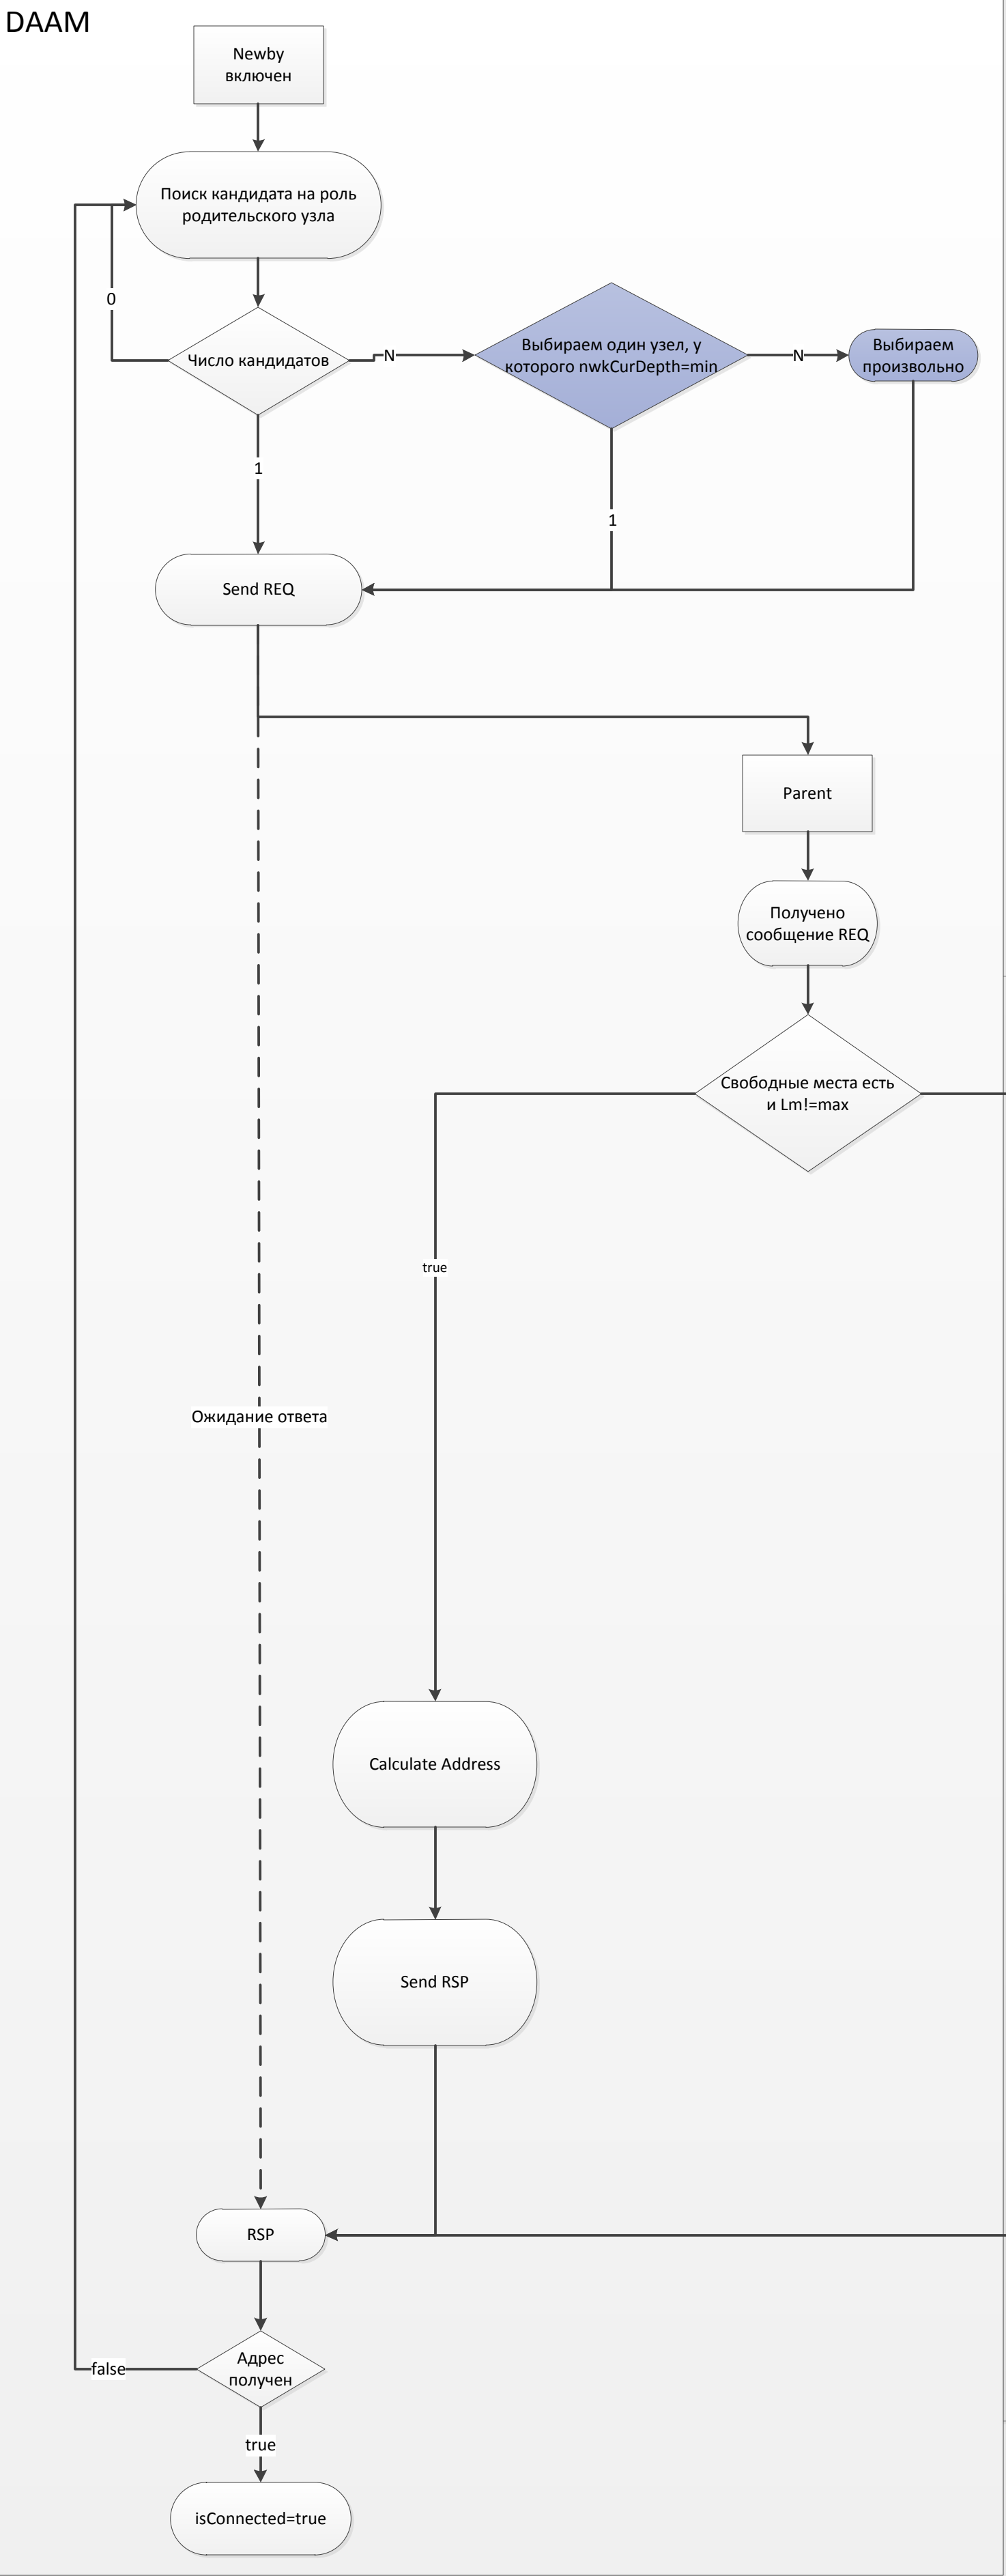 DAAM
Newby
включен
Поиск кандидата на роль
родительского узла
0
Число кандидатов
N
Выбираем один узел, у
которого nwkCurDepth=min
N
Выбираем
произвольно
1
1
Send REQ
Parent
Получено
сообщение REQ
Свободные места есть
и Lm!=max
true
Ожидание ответа
Calculate Address
Send RSP
RSP
Адрес
получен
false
true
isConnected=true